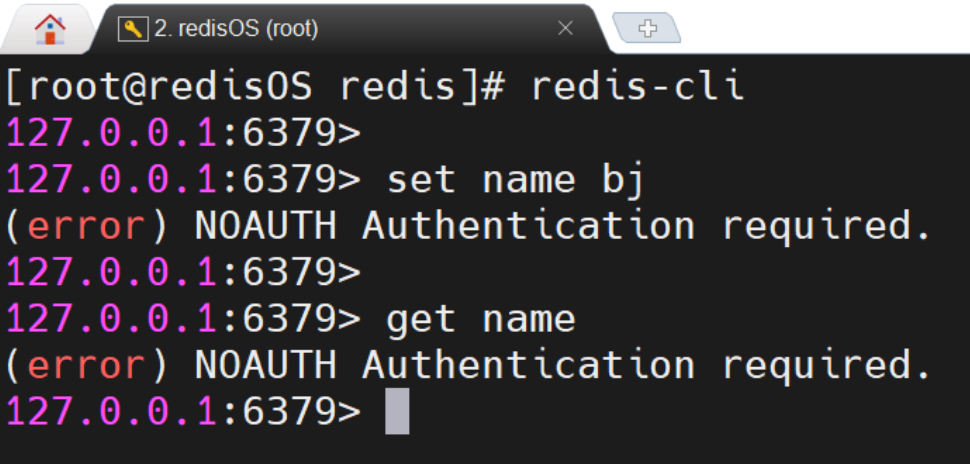 2. redisOS (root)
[root@redisOS redis]# redis-cli
127.0.0.1:6379>
127.0.0.1:6379> set name bj
(error) NOAUTH Authentication required.
127.0.0.1:6379>
127.0.0.1:6379> get name
(error) NOAUTH Authentication required.
127.0.0.1:6379>